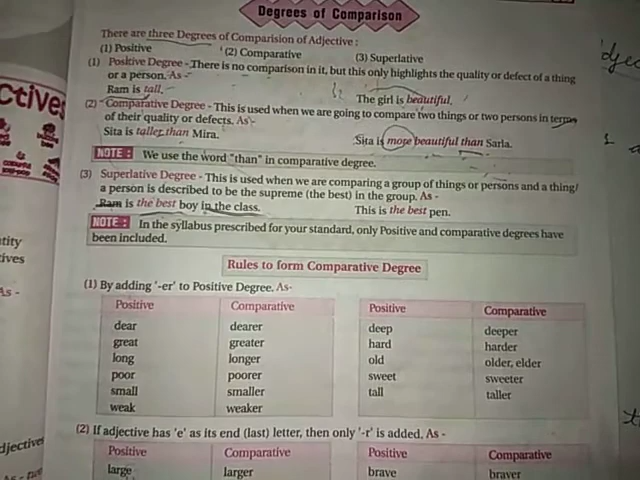 Degrees of Comparison
There are three Degrees of Comparision of Adjective :
(1) Positive (2) Comparative (3) Superlative
(1) Positive Degree - There is no comparison in it, but this only highlights the quality or defect of a thing
or a person. As -
Ram is tall. The girl is beautiful.
(2) Comparative Degree - This is used when we are going to compare two things or two persons in terms
of their quality or defects. As -
Sita is taller than Mira. Sita is more beautiful than Sarla.
NOTE : We use the word "than" in comparative degree.
(3) Superlative Degree - This is used when we are comparing a group of things or persons and a thing/
a person is described to be the supreme (the best) in the group. As -
Ram is the best boy in the class. This is the best pen.
NOTE : In the syllabus prescribed for your standard, only Positive and comparative degrees have
been included.
Rules to form Comparative Degree
(1) By adding '-er' to Positive Degree. As-
Positive Comparative Positive Comparative
dear dearer deep deeper
great greater hard harder
long longer old older, elder
poor poorer sweet sweeter
small smaller tall taller
weak weaker
(2) If adjective has 'e' as its end (last) letter, then only '-r' is added. As -
Positive Comparative Positive Comparative
large larger brave braver
ctives
tity
ives
As -
djectives